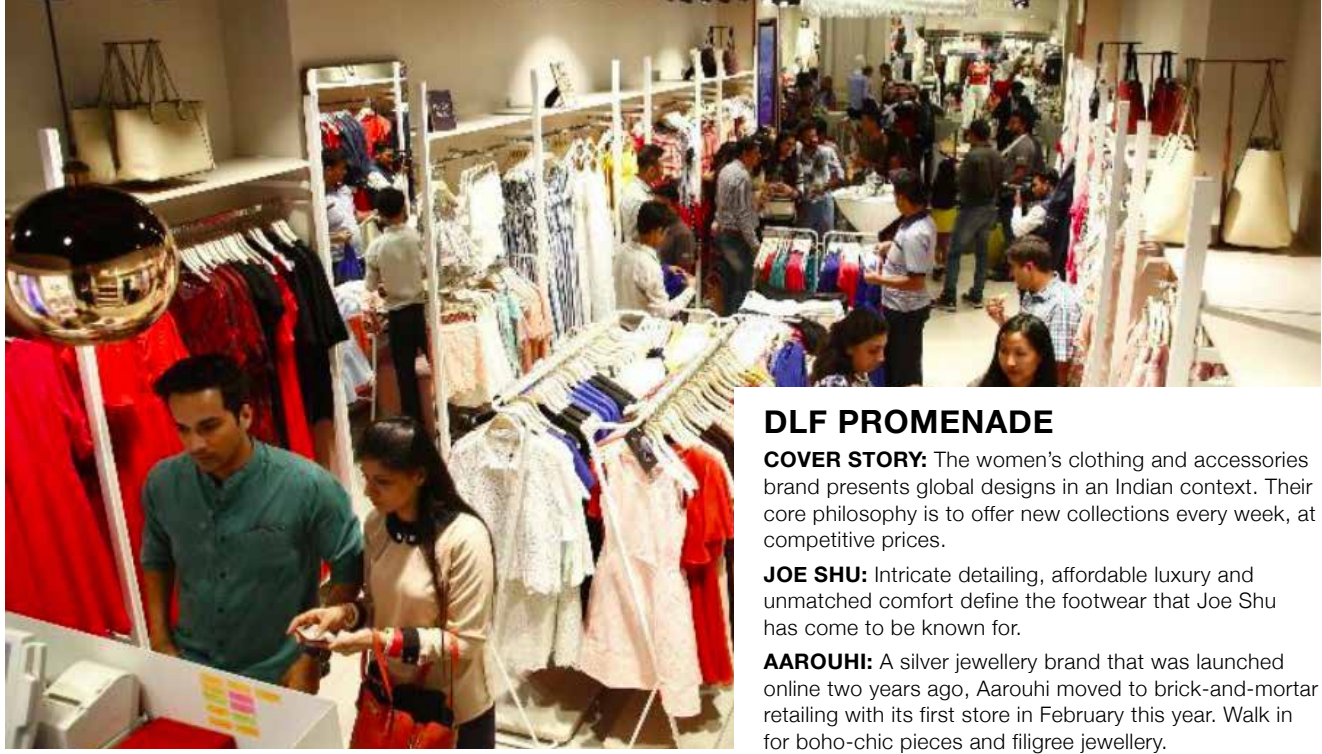 DLF PROMENADE
COVER STORY: The women's clothing and accessories
brand presents global designs in an Indian context. Their
core philosophy is to offer new collections every week, at
competitive prices.
JOE SHU: Intricate detailing, affordable luxury and
unmatched comfort define the footwear that Joe Shu
has come to be known for.
AAROUHI: A silver jewellery brand that was launched
online two years ago, Aarouhi moved to brick-and-mortar
retailing with its first store in February this year. Walk in
for boho-chic pieces and filigree jewellery.